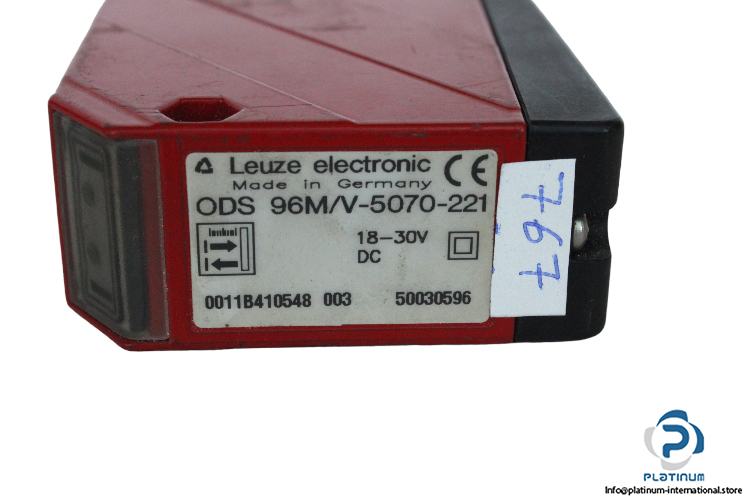 Leuze electronic CE
Made in Germany
ODS 96M/V-5070-221
18-30V
DC
0011B410548 003 50030596
767
PLATINUM
Info@platinum-international.store